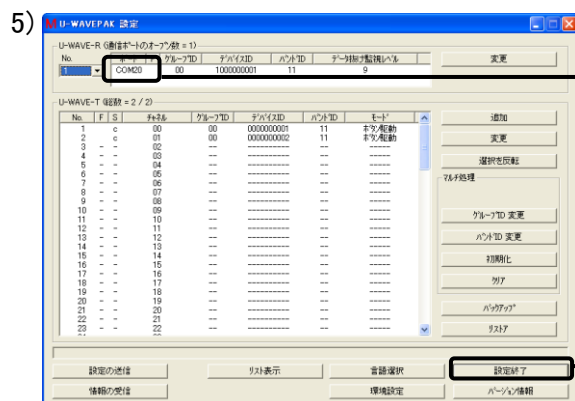 5)
U-WAVEPAK 設定
U-WAVE-R (通信ポートのオープン数 = 1)
No. ポート F グループID デバイスID バンドID データ抜け監視レベル
1 COM20 00 1000000001 11 9
変更
U-WAVE-T (総数 = 2 / 2)
No. F S チャネル グループID デバイスID バンドID モード
1 c 00 00 0000000001 11 ボタン駆動
2 c 01 00 0000000002 11 ボタン駆動
3 - - 02 -- ---------- -- -----
4 - - 03 -- ---------- -- -----
5 - - 04 -- ---------- -- -----
6 - - 05 -- ---------- -- -----
7 - - 06 -- ---------- -- -----
8 - - 07 -- ---------- -- -----
9 - - 08 -- ---------- -- -----
10 - - 09 -- ---------- -- -----
11 - - 10 -- ---------- -- -----
12 - - 11 -- ---------- -- -----
13 - - 12 -- ---------- -- -----
14 - - 13 -- ---------- -- -----
15 - - 14 -- ---------- -- -----
16 - - 15 -- ---------- -- -----
17 - - 16 -- ---------- -- -----
18 - - 17 -- ---------- -- -----
19 - - 18 -- ---------- -- -----
20 - - 19 -- ---------- -- -----
21 - - 20 -- ---------- -- -----
22 - - 21 -- ---------- -- -----
23 - - 22 -- ---------- -- -----
追加
変更
選択を反転
マルチ処理
グループID 変更
バンドID 変更
初期化
クリア
バックアップ
リストア
設定の送信 リスト表示 言語選択 設定終了
情報の受信 環境設定 バージョン情報